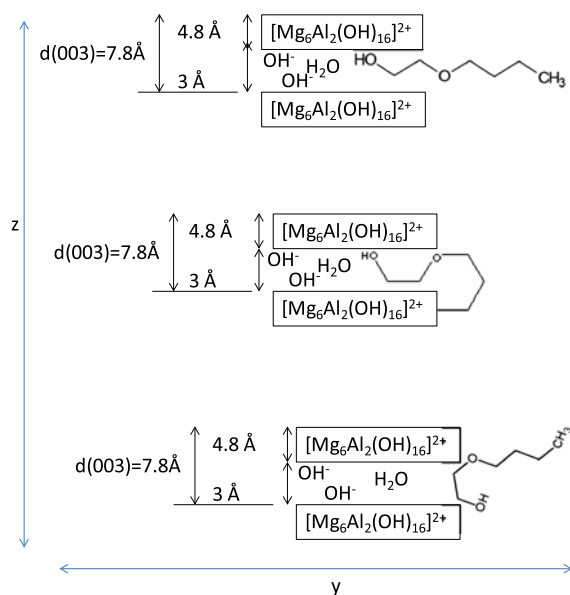 4.8 Å
[Mg₆Al₂(OH)₁₆]²⁺
d(003)=7.8Å
OH⁻
H₂O
HO
O
CH₃
OH⁻
3 Å
[Mg₆Al₂(OH)₁₆]²⁺
z
4.8 Å
[Mg₆Al₂(OH)₁₆]²⁺
d(003)=7.8Å
OH⁻
H₂O
HO
O
OH⁻
3 Å
[Mg₆Al₂(OH)₁₆]²⁺
4.8 Å
[Mg₆Al₂(OH)₁₆]²⁺
CH₃
d(003)=7.8Å
OH⁻
H₂O
O
OH⁻
OH
3 Å
[Mg₆Al₂(OH)₁₆]²⁺
y